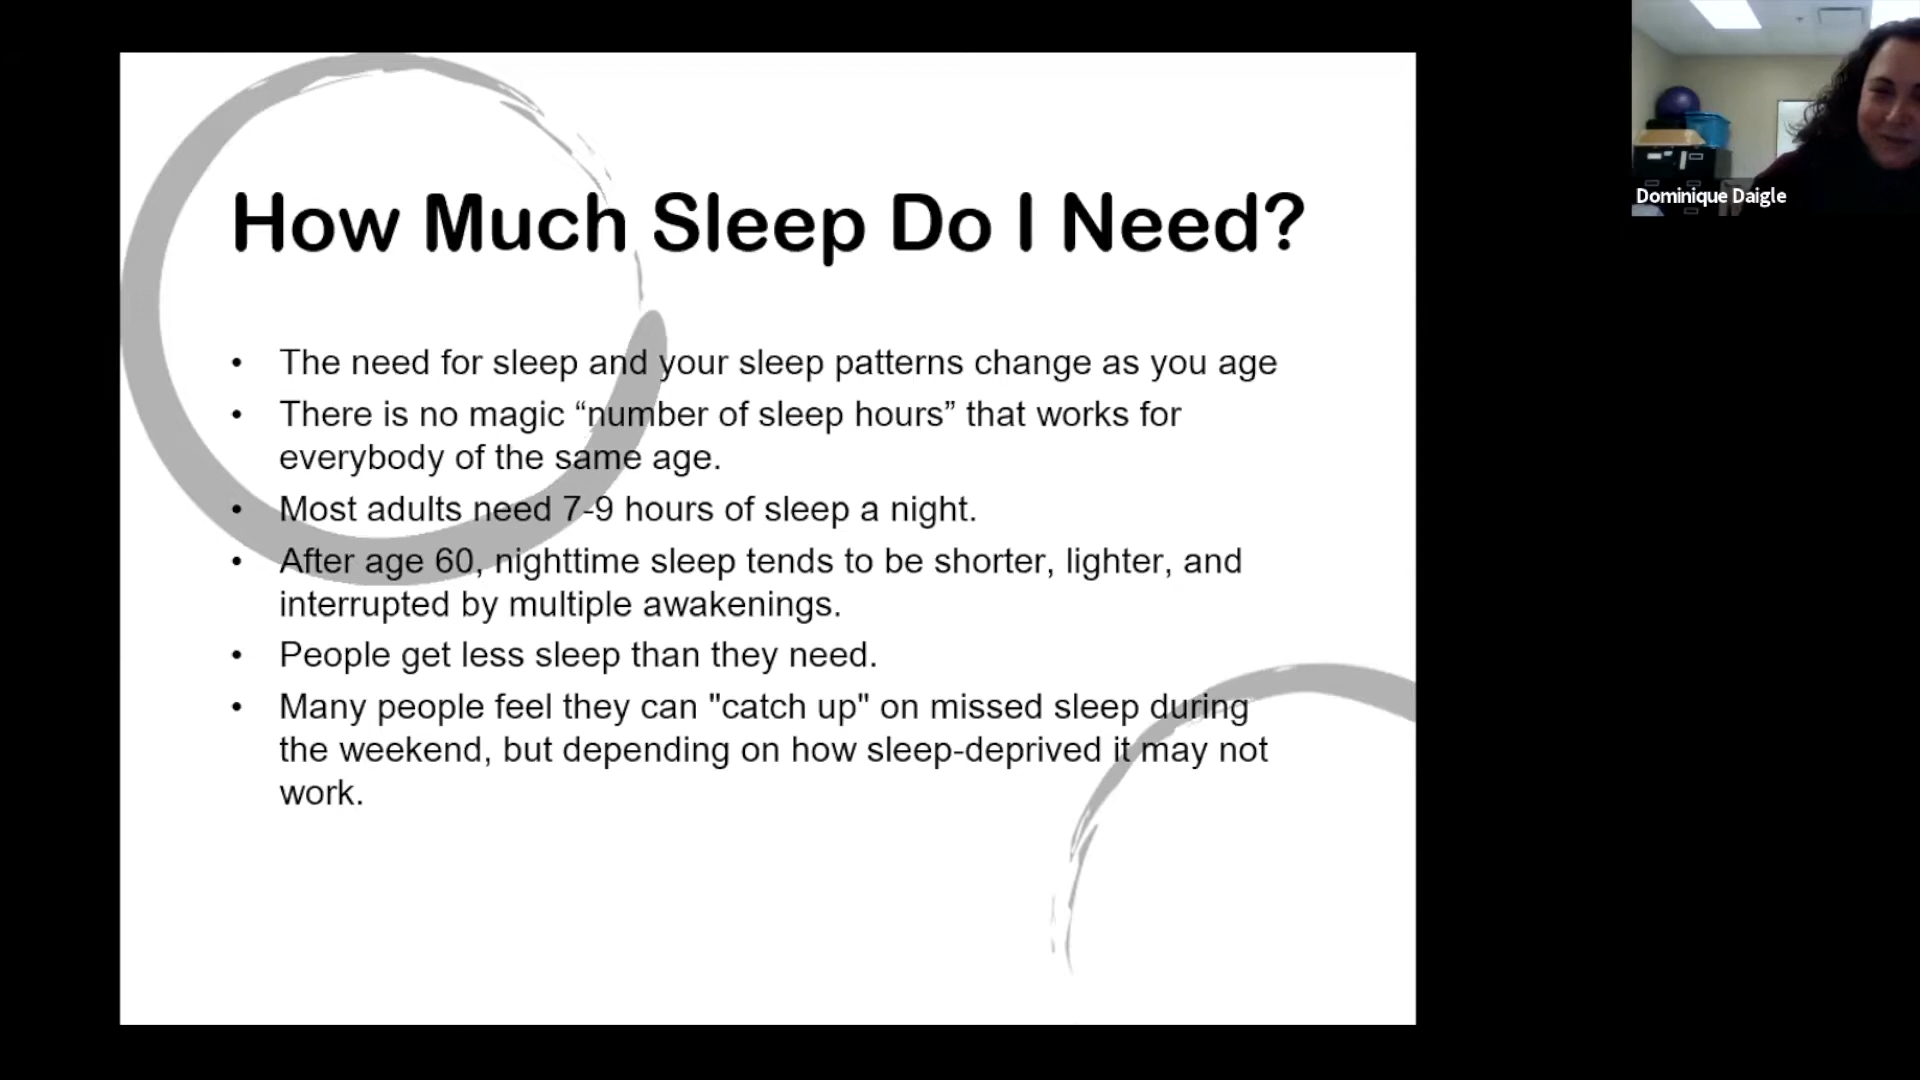 How Much Sleep Do I Need?
• The need for sleep and your sleep patterns change as you age
• There is no magic “number of sleep hours” that works for
everybody of the same age.
• Most adults need 7-9 hours of sleep a night.
• After age 60, nighttime sleep tends to be shorter, lighter, and
interrupted by multiple awakenings.
• People get less sleep than they need.
• Many people feel they can "catch up" on missed sleep during
the weekend, but depending on how sleep-deprived it may not
work.
Dominique Daigle